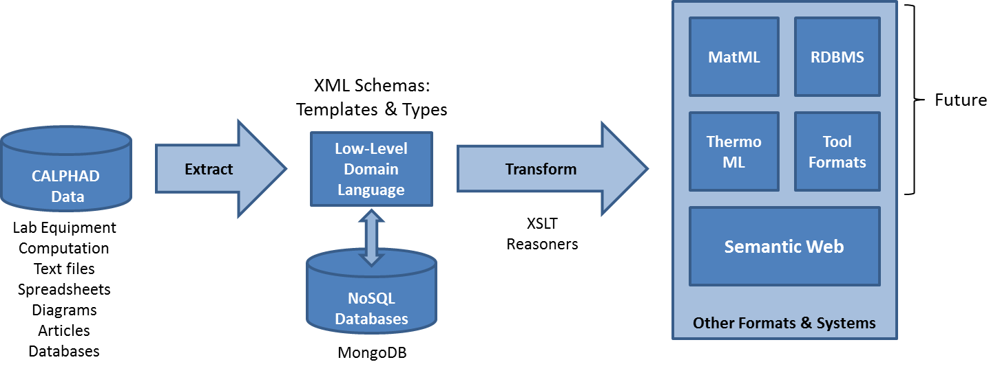 CALPHAD
Data
Lab Equipment
Computation
Text files
Spreadsheets
Diagrams
Articles
Databases
Extract
XML Schemas:
Templates & Types
Low-Level
Domain
Language
NoSQL
Databases
MongoDB
Transform
XSLT
Reasoners
MatML
RDBMS
Thermo
ML
Tool
Formats
Semantic Web
Other Formats & Systems
Future